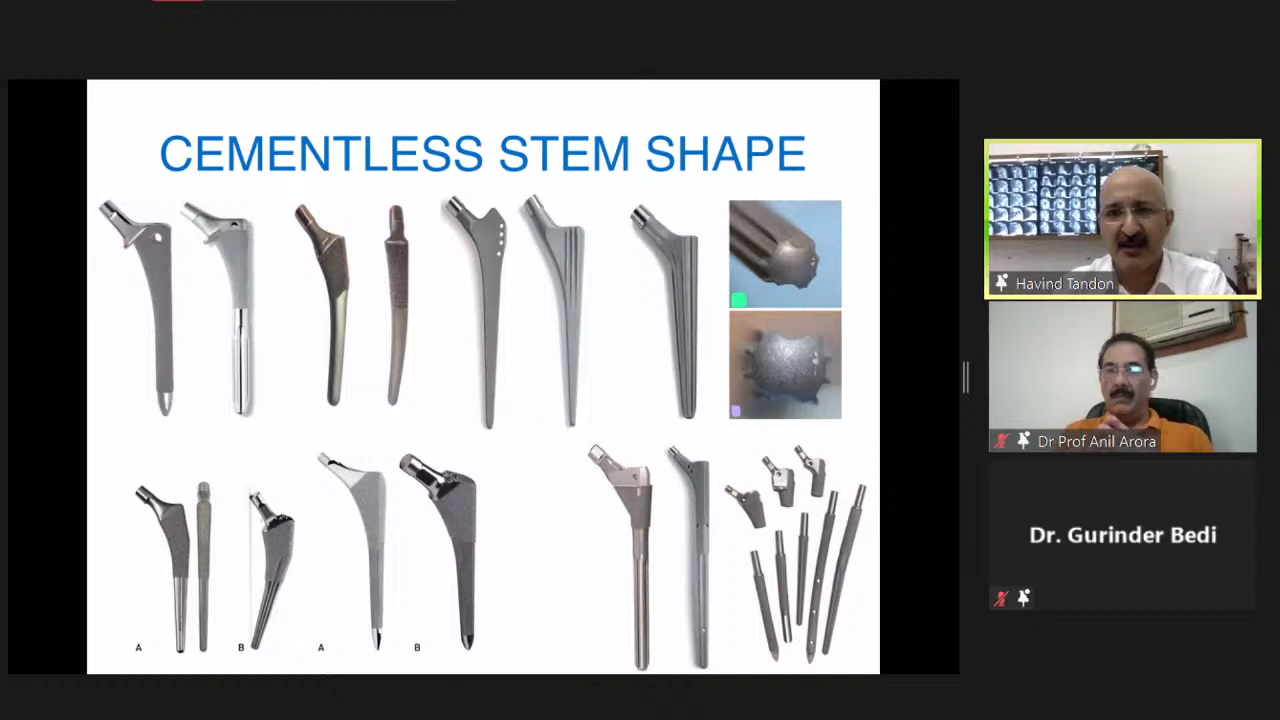 CEMENTLESS STEM SHAPE
A
B
A
B
Havind Tandon
Dr Prof Anil Arora
Dr. Gurinder Bedi